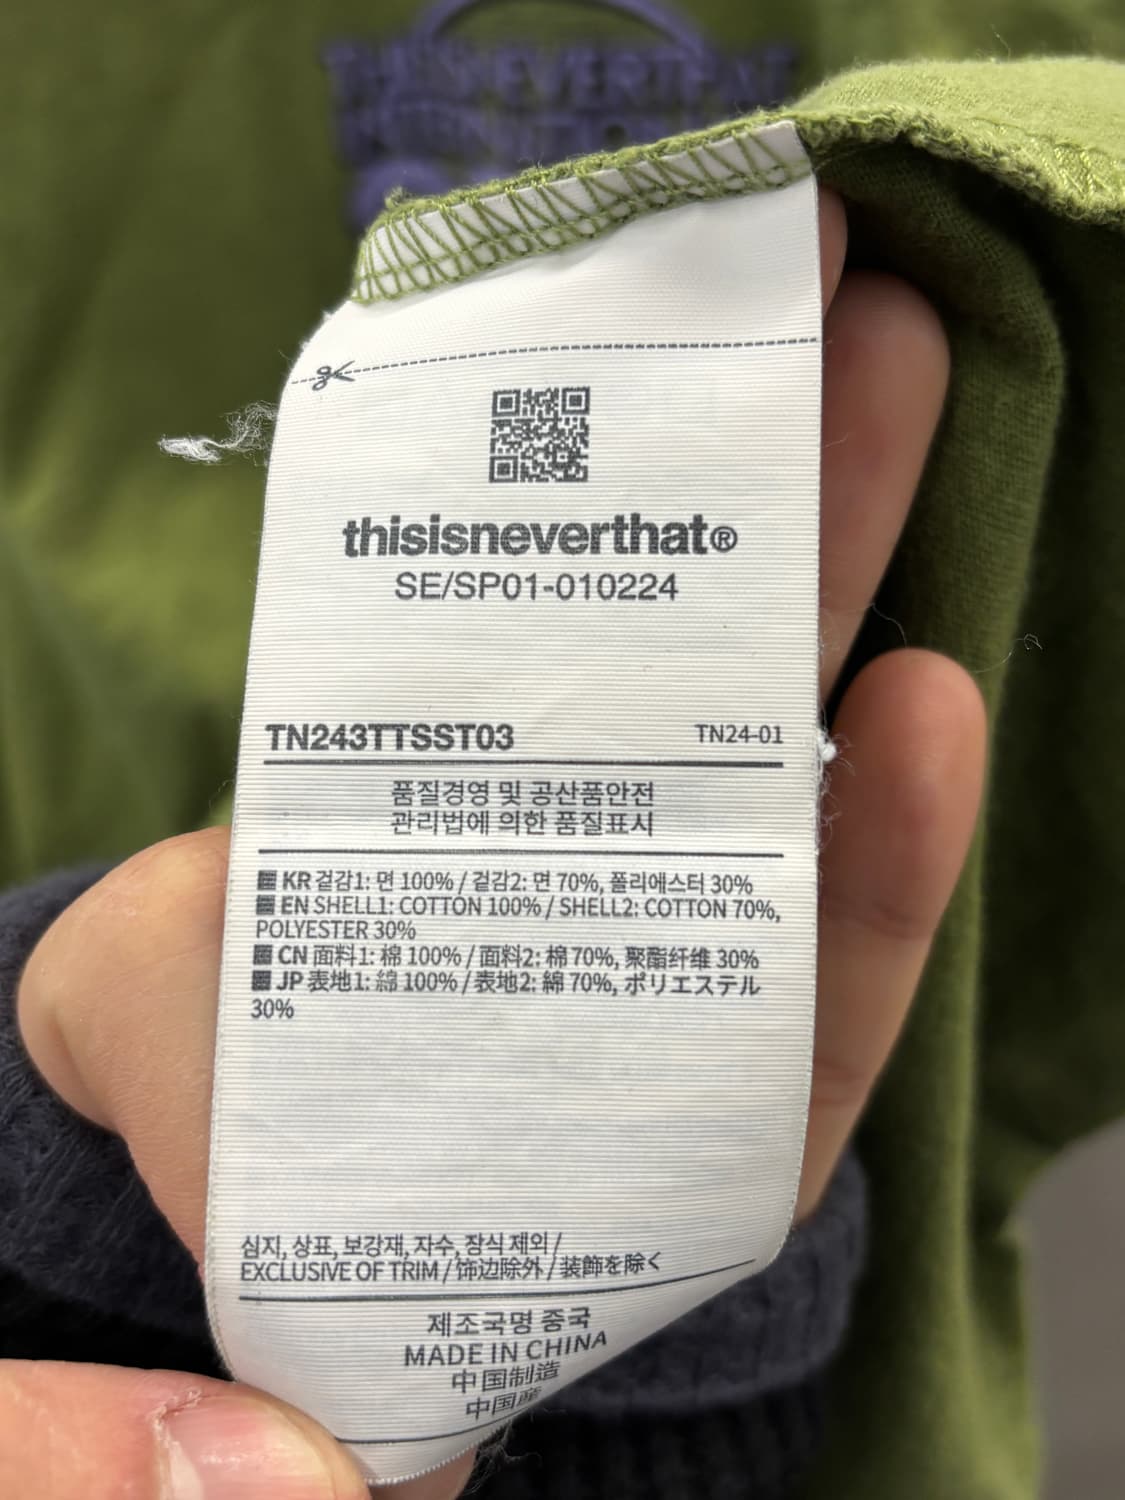 THISISNEVERTHAT
thisisneverthat®
SE/SP01-010224
TN243TTSST03 TN24-01
품질경영 및 공산품안전
관리법에 의한 품질표시
KR 겉감1: 면 100% / 겉감2: 면 70%, 폴리에스터 30%
EN SHELL1: COTTON 100% / SHELL2: COTTON 70%,
POLYESTER 30%
CN 面料1: 棉 100% / 面料2: 棉 70%, 聚酯纤维 30%
JP 表地1: 綿 100% / 表地2: 綿 70%, ポリエステル
30%
심지, 상표, 보강재, 자수, 장식 제외 /
EXCLUSIVE OF TRIM / 饰边除外 / 装飾を除く
제조국명 중국
MADE IN CHINA
中国制造
中国産